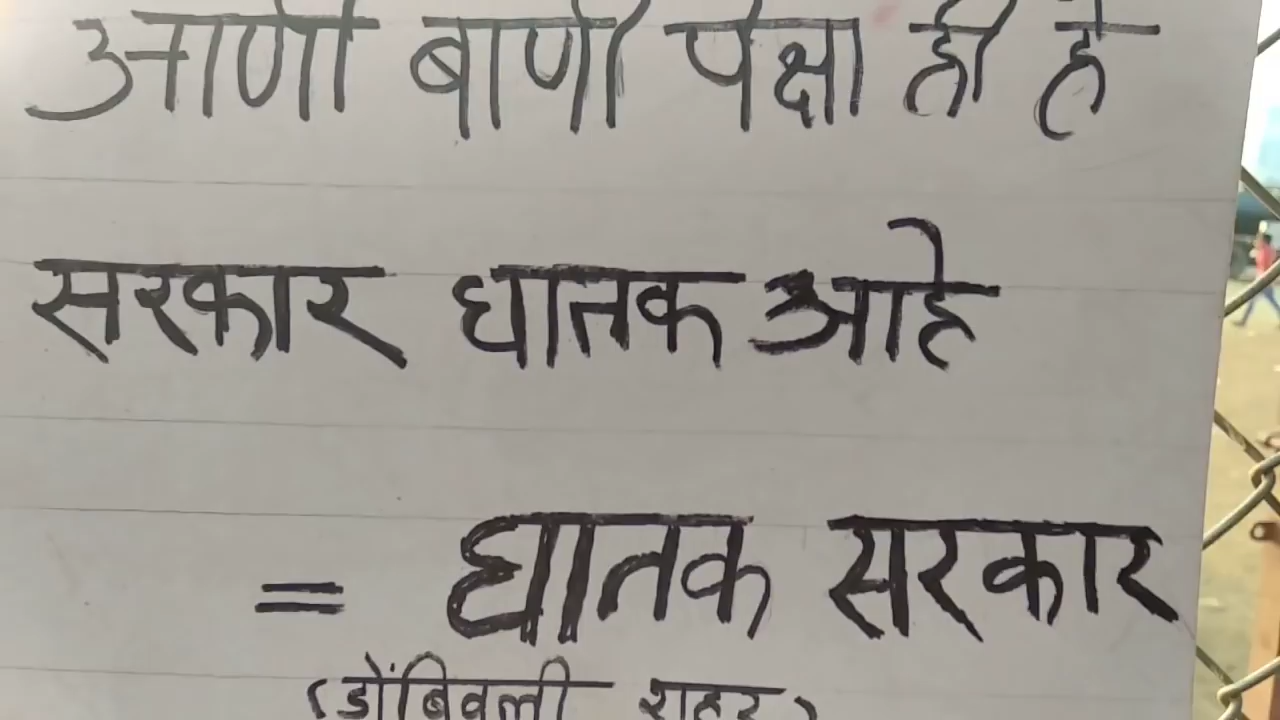 आणी बाणी पेक्षा ही हे
सरकार घातक आहे
= घातक सरकार
(डोंबिवली शहर)